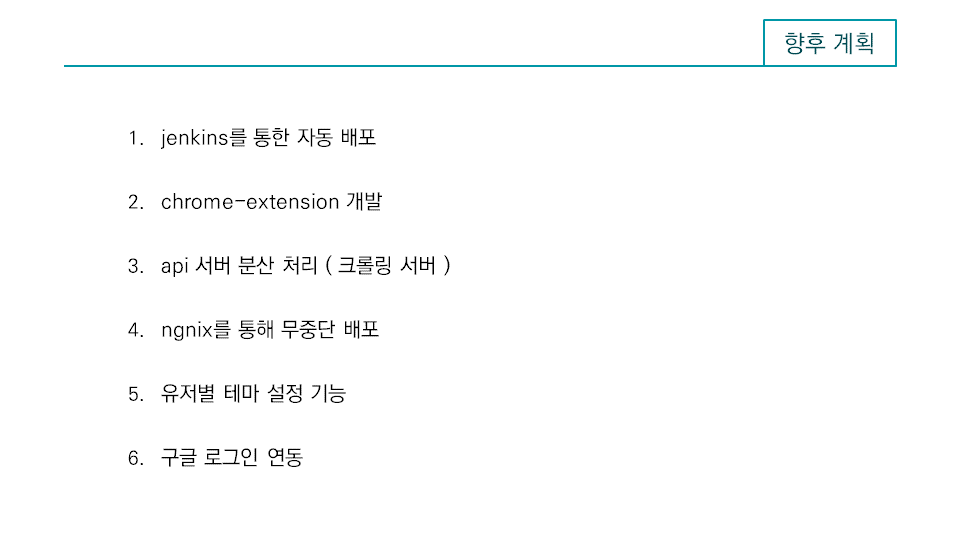 향후 계획
1. jenkins를 통한 자동 배포
2. chrome-extension 개발
3. api 서버 분산 처리 ( 크롤링 서버 )
4. ngnix를 통해 무중단 배포
5. 유저별 테마 설정 기능
6. 구글 로그인 연동